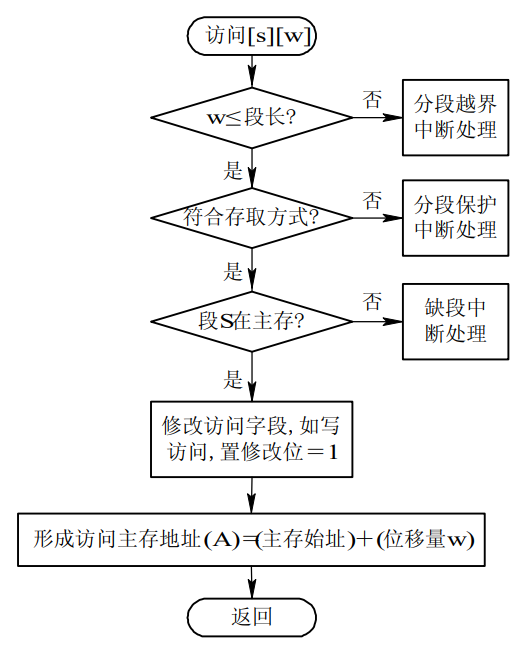 访问[s][w]
w≤段长?
否
分段越界
中断处理
是
符合存取方式?
否
分段保护
中断处理
是
段S在主存?
否
缺段中
断处理
是
修改访问字段,如写
访问,置修改位=1
形成访问主存地址(A)=(主存始址)+(位移量w)
返回